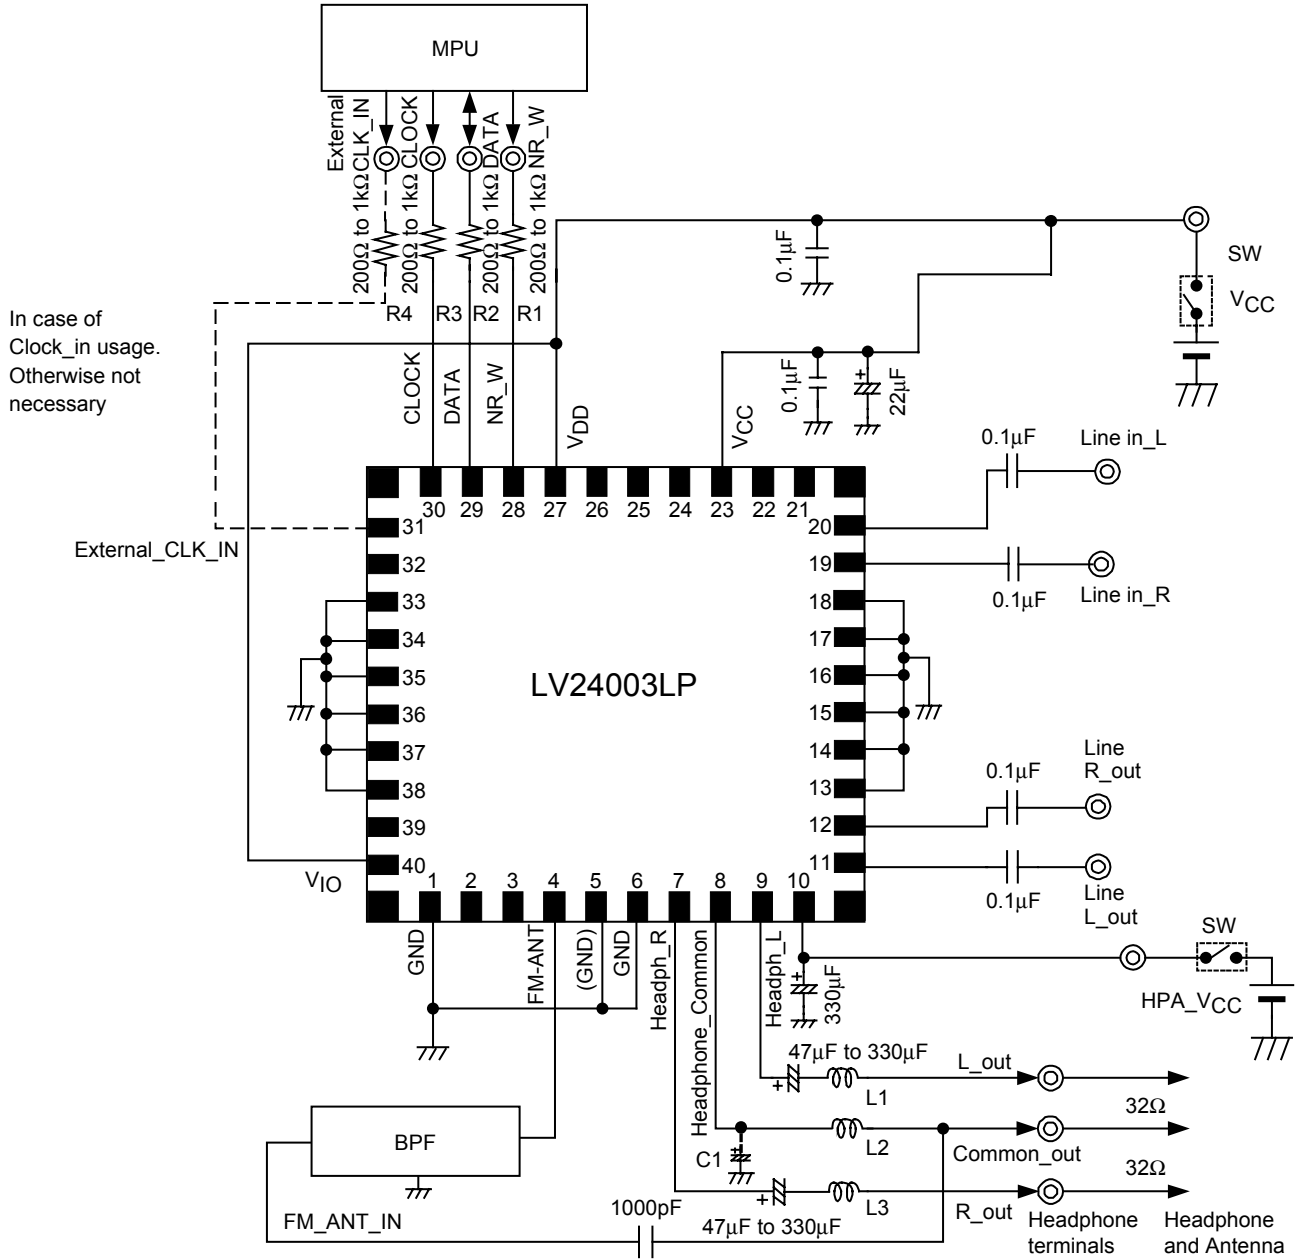 MPU
External
CLK_IN
CLOCK
DATA
NR_W
200Ω to 1kΩ
200Ω to 1kΩ
200Ω to 1kΩ
200Ω to 1kΩ
R4
R3
R2
R1
In case of
Clock_in usage.
Otherwise not
necessary
0.1µF
SW
VCC
CLOCK
DATA
NR_W
VDD
VCC
0.1µF
22µF
0.1µF
Line in_L
30
29
28
27
26
25
24
23
22
21
External_CLK_IN
31
32
33
34
35
36
37
38
39
40
VIO
LV24003LP
20
19
18
17
16
15
14
13
12
11
0.1µF
Line in_R
Line
R_out
0.1µF
0.1µF
Line
L_out
1
2
3
4
5
6
7
8
9
10
GND
FM-ANT
(GND)
GND
Headph_R
Headphone_Common
Headph_L
330µF
SW
HPA_VCC
47µF to 330µF
L1
L_out
32Ω
BPF
C1
L2
Common_out
32Ω
L3
R_out
1000pF
47µF to 330µF
FM_ANT_IN
Headphone
terminals
Headphone
and Antenna